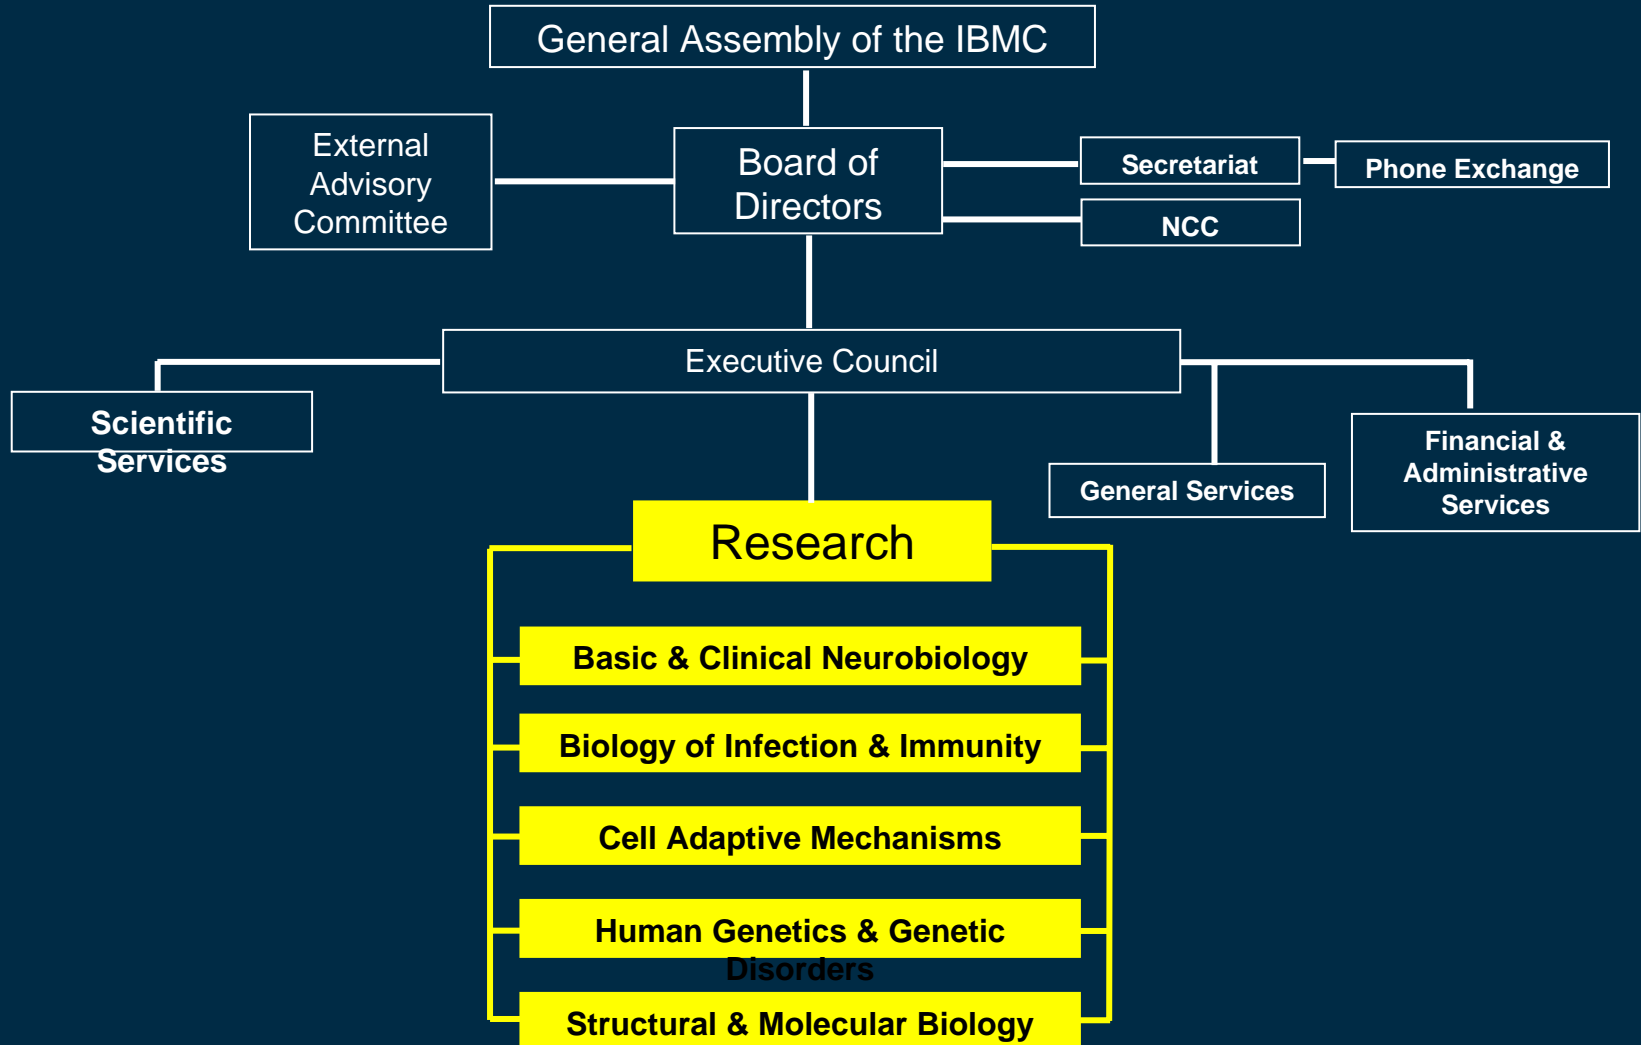 General Assembly of the IBMC
External
Advisory
Committee
Board of
Directors
Secretariat
Phone Exchange
NCC
Executive Council
Scientific
Services
General Services
Financial &
Administrative
Services
Research
Basic & Clinical Neurobiology
Biology of Infection & Immunity
Cell Adaptive Mechanisms
Human Genetics & Genetic
Disorders
Structural & Molecular Biology